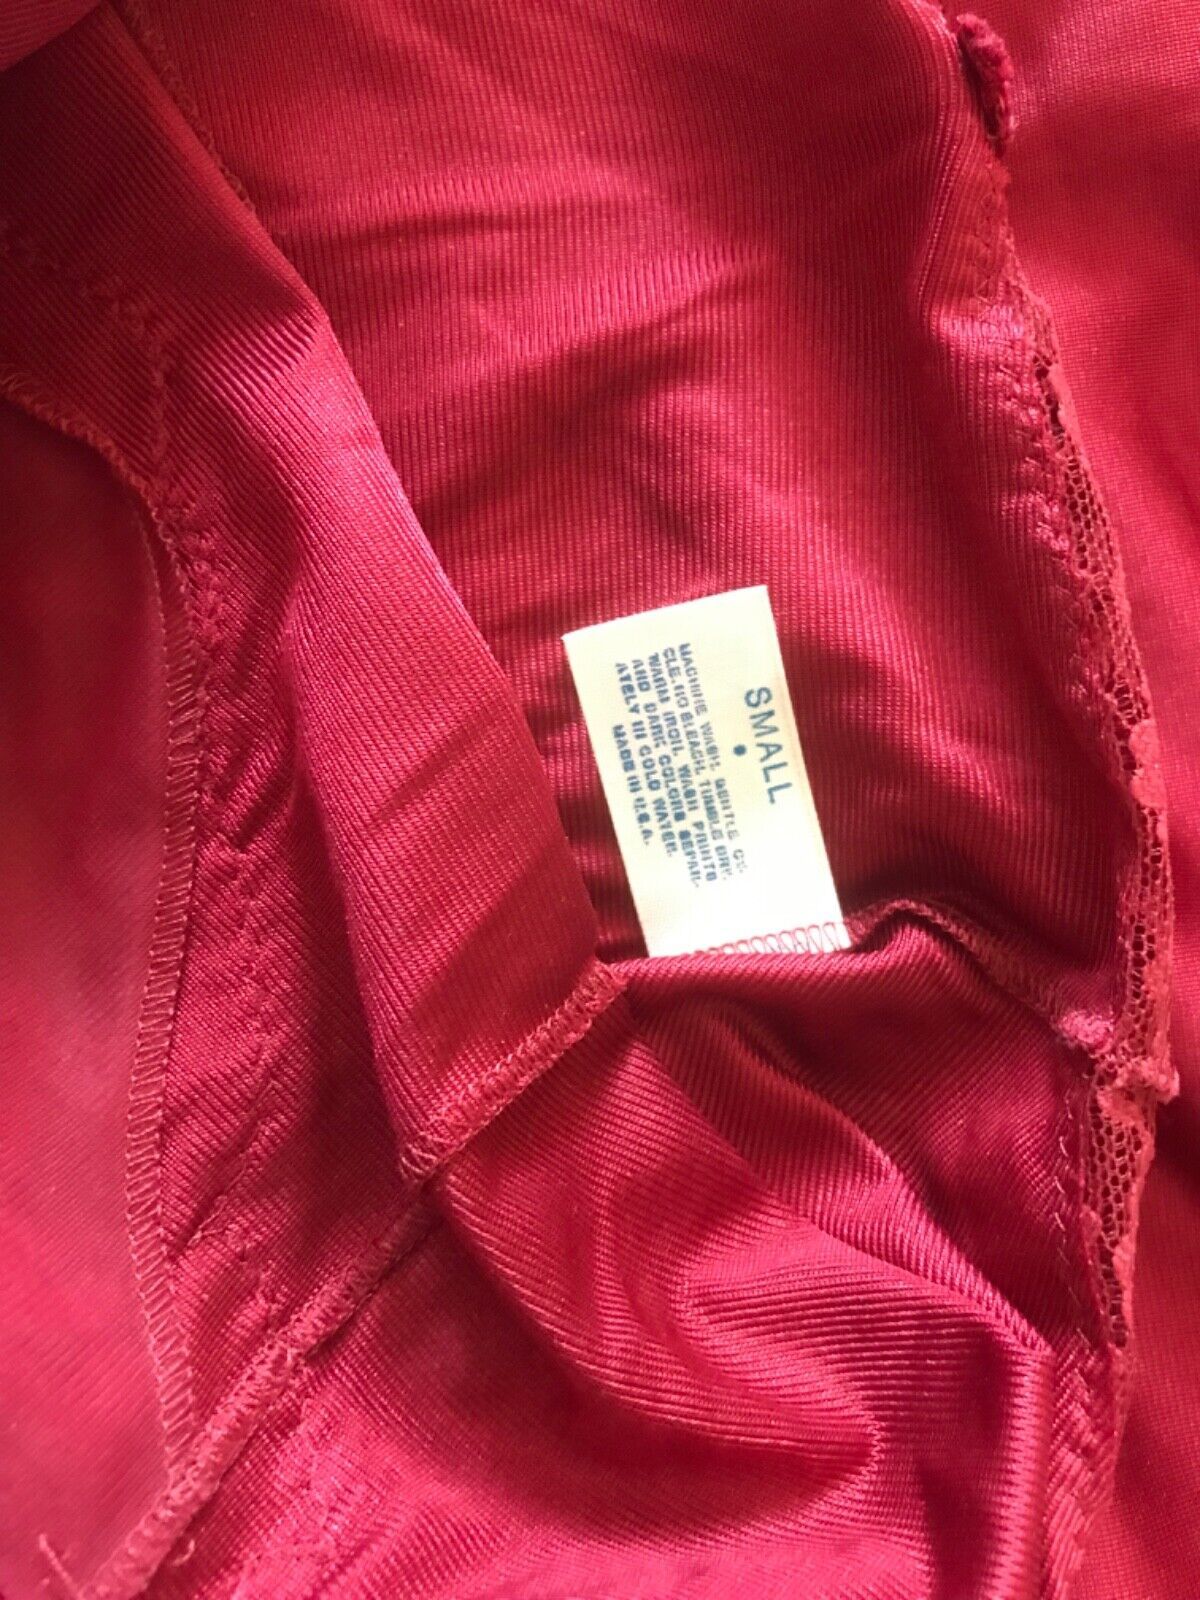 SMALL
•
MACHINE WASH, GENTLE CY-
CLE. NO BLEACH. TUMBLE DRY.
WARM IRON. WASH PRINTS
AND DARK COLORS SEPAR-
ATELY IN COLD WATER.
MADE IN U.S.A.